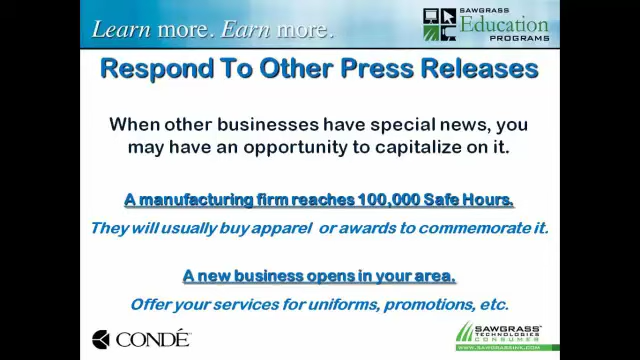 Learn more. Earn more.
SAWGRASS
Education
PROGRAMS
Respond To Other Press Releases
When other businesses have special news, you
may have an opportunity to capitalize on it.
A manufacturing firm reaches 100,000 Safe Hours.
They will usually buy apparel or awards to commemorate it.
A new business opens in your area.
Offer your services for uniforms, promotions, etc.
CONDÉ
SAWGRASS
TECHNOLOGIES
CONSUMER
WWW.SAWGRASSINK.COM